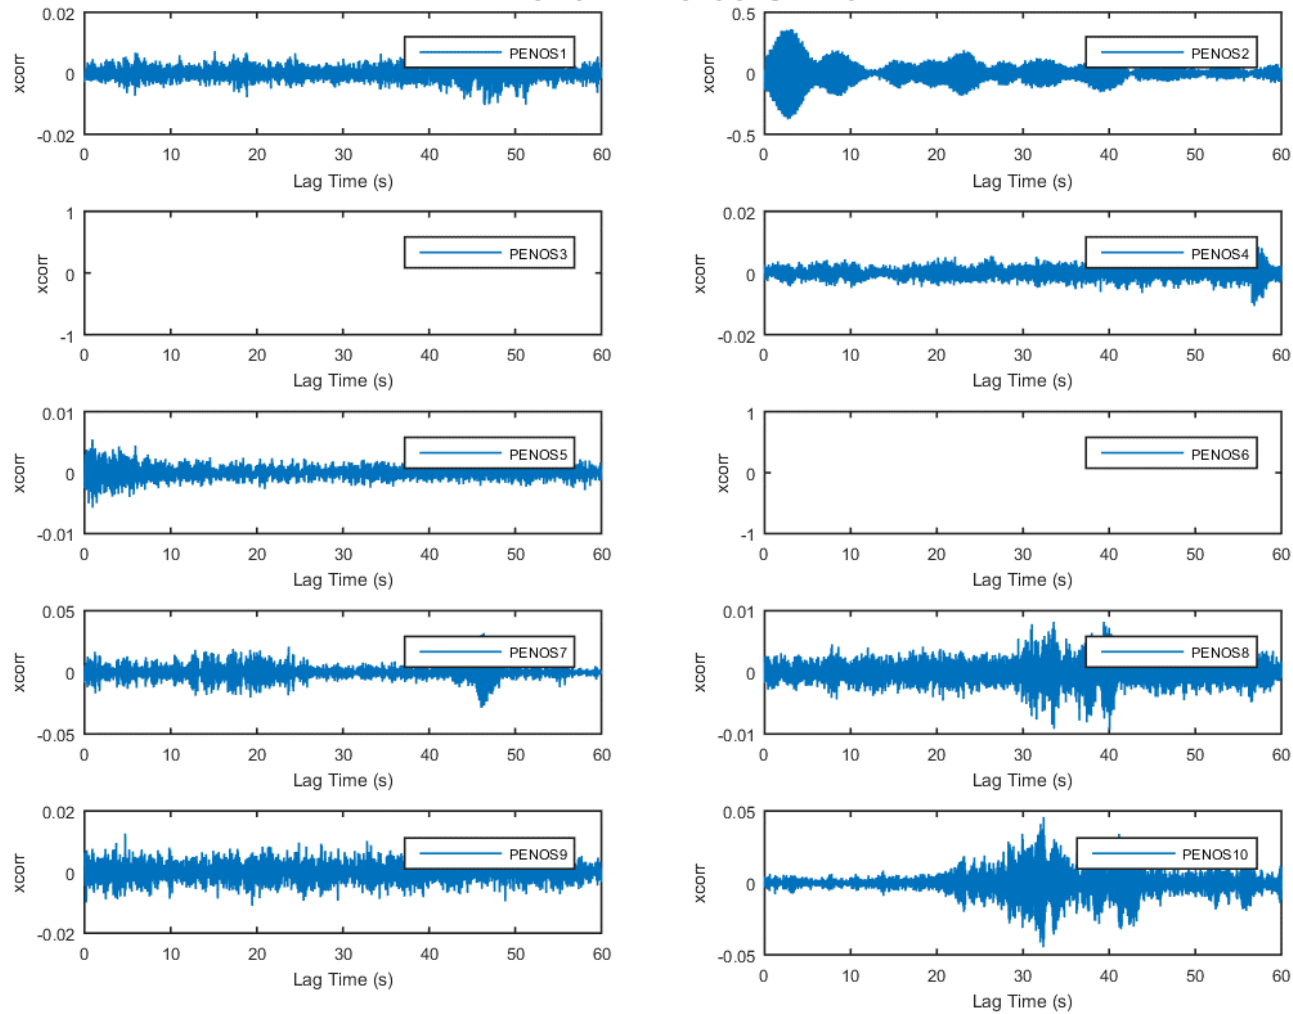 0.02
xcorr
0
-0.02
PENOS1
0 10 20 30 40 50 60
Lag Time (s)
0.5
xcorr
0
-0.5
PENOS2
0 10 20 30 40 50 60
Lag Time (s)
1
xcorr
0
-1
PENOS3
0 10 20 30 40 50 60
Lag Time (s)
0.02
xcorr
0
-0.02
PENOS4
0 10 20 30 40 50 60
Lag Time (s)
0.01
xcorr
0
-0.01
PENOS5
0 10 20 30 40 50 60
Lag Time (s)
1
xcorr
0
-1
PENOS6
0 10 20 30 40 50 60
Lag Time (s)
0.05
xcorr
0
-0.05
PENOS7
0 10 20 30 40 50 60
Lag Time (s)
0.01
xcorr
0
-0.01
PENOS8
0 10 20 30 40 50 60
Lag Time (s)
0.02
xcorr
0
-0.02
PENOS9
0 10 20 30 40 50 60
Lag Time (s)
0.05
xcorr
0
-0.05
PENOS10
0 10 20 30 40 50 60
Lag Time (s)